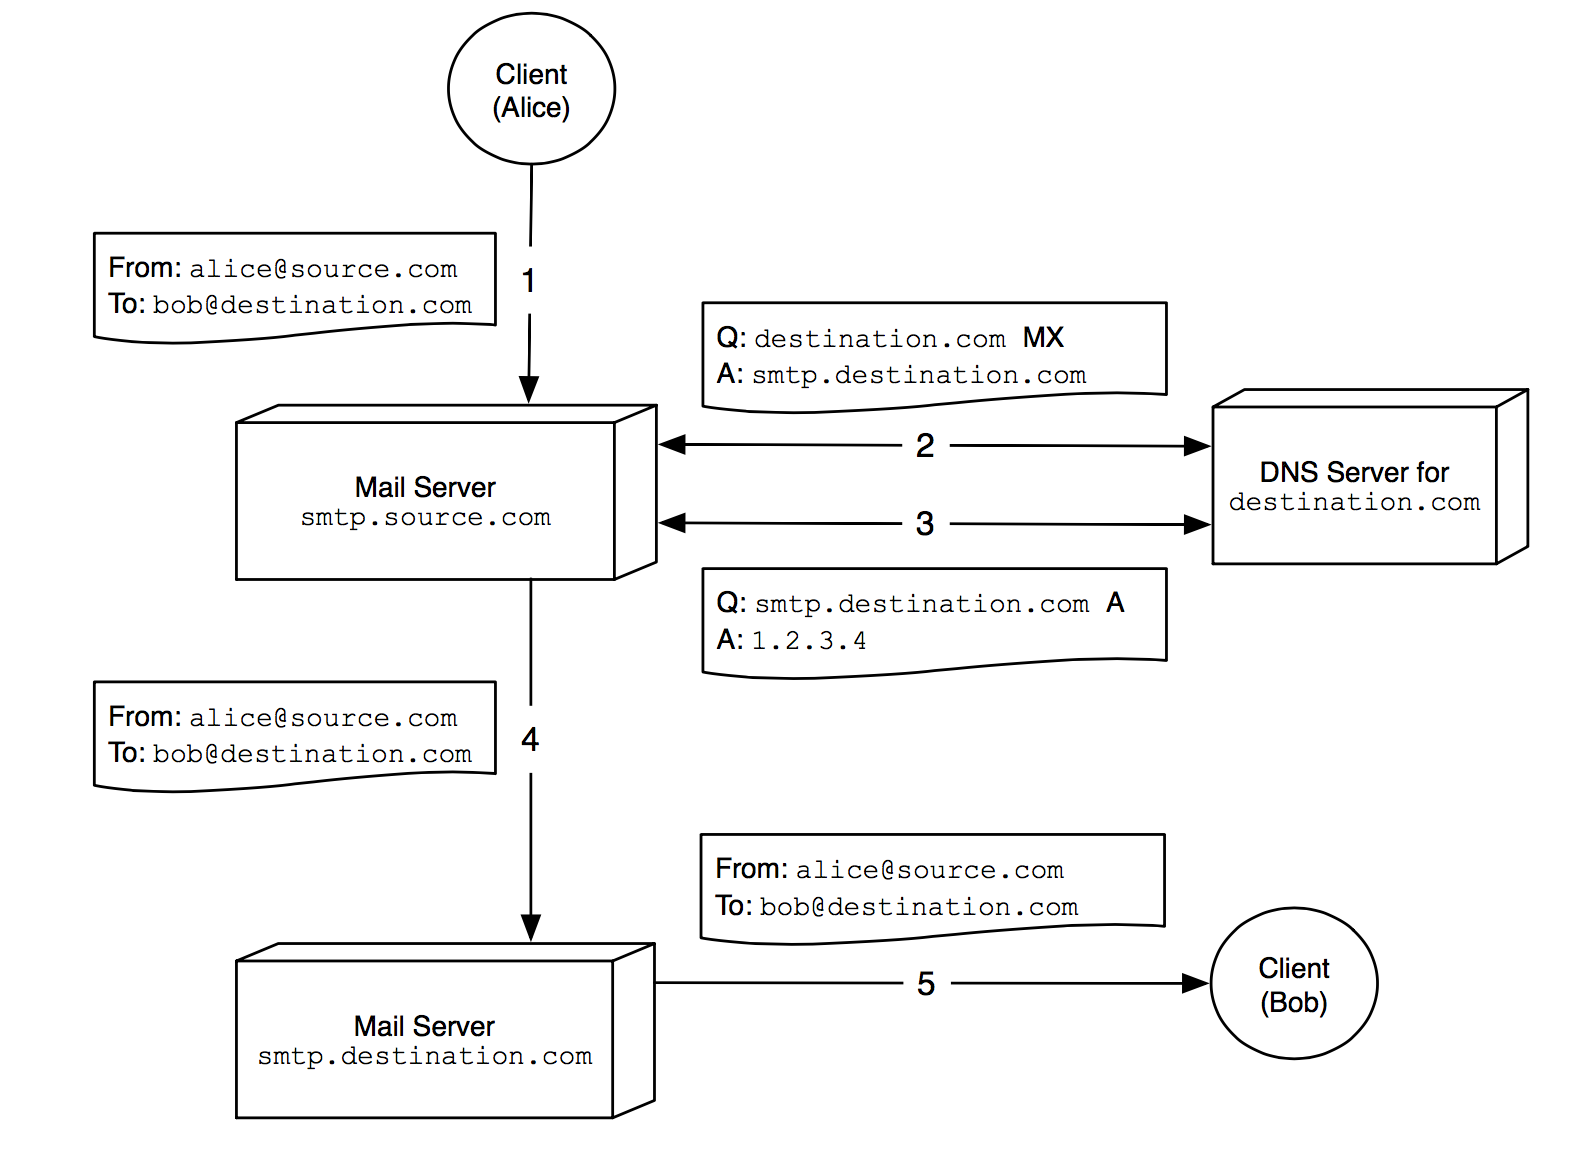 Client
(Alice)
From: alice@source.com
To: bob@destination.com
1
Q: destination.com MX
A: smtp.destination.com
Mail Server
smtp.source.com
2
3
DNS Server for
destination.com
Q: smtp.destination.com A
A: 1.2.3.4
From: alice@source.com
To: bob@destination.com
4
From: alice@source.com
To: bob@destination.com
Mail Server
smtp.destination.com
5
Client
(Bob)